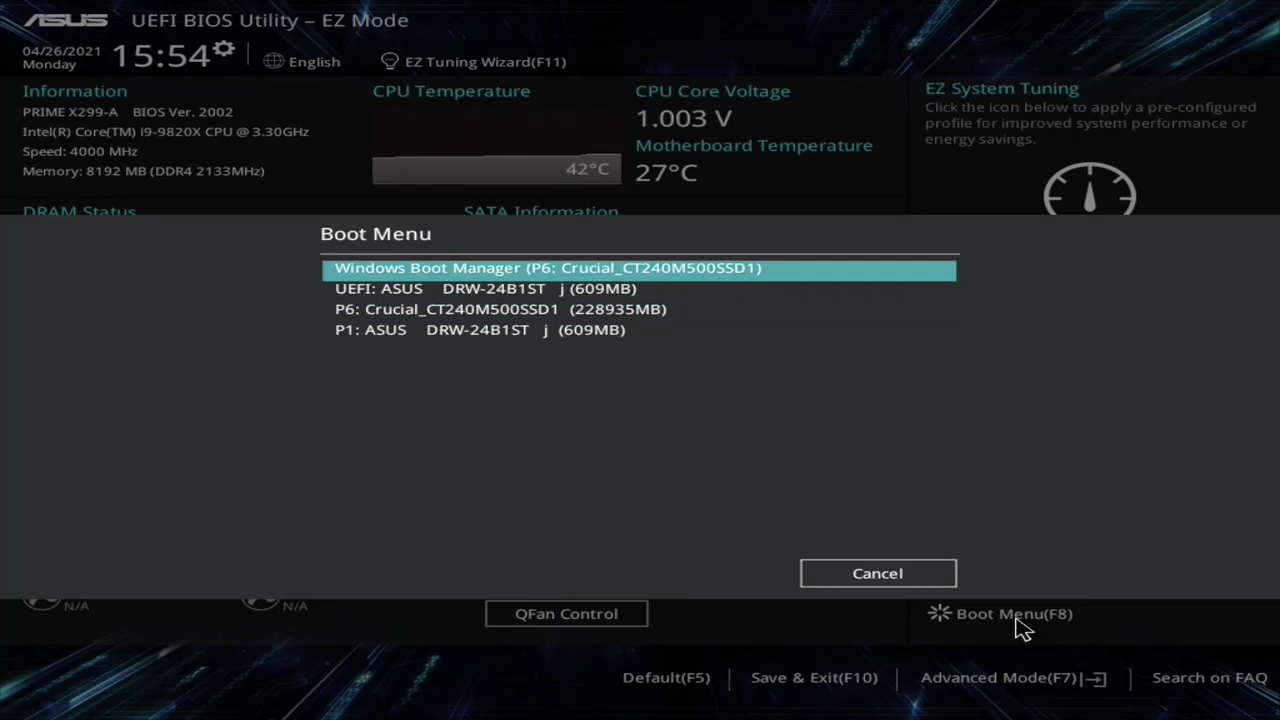 ASUS UEFI BIOS Utility – EZ Mode
04/26/2021
Monday
15:54
English
EZ Tuning Wizard(F11)
Information
PRIME X299-A BIOS Ver. 2002
Intel(R) Core(TM) i9-9820X CPU @ 3.30GHz
Speed: 4000 MHz
Memory: 8192 MB (DDR4 2133MHz)
CPU Temperature
42°C
CPU Core Voltage
1.003 V
Motherboard Temperature
27°C
EZ System Tuning
Click the icon below to apply a pre-configured
profile for improved system performance or
energy savings.
DRAM Status
SATA Information
Boot Menu
Windows Boot Manager (P6: Crucial_CT240M500SSD1)
UEFI: ASUS DRW-24B1ST j (609MB)
P6: Crucial_CT240M500SSD1 (228935MB)
P1: ASUS DRW-24B1ST j (609MB)
Cancel
N/A
N/A
QFan Control
Boot Menu(F8)
Default(F5)
Save & Exit(F10)
Advanced Mode(F7)
Search on FAQ